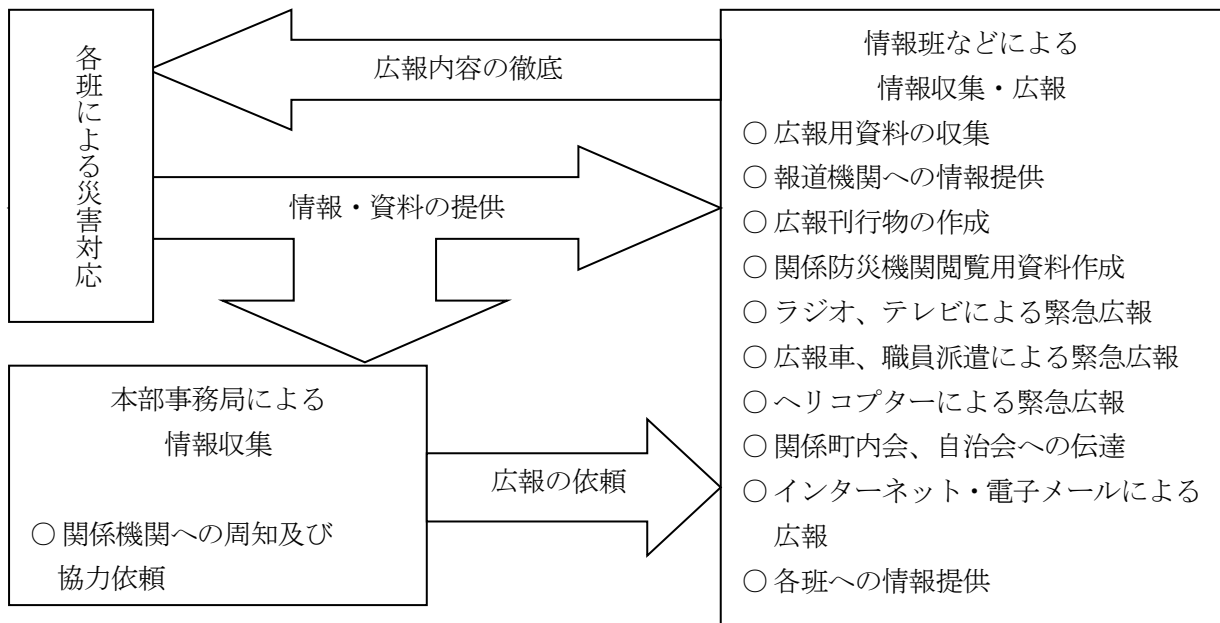 各班による災害対応
広報内容の徹底
情報・資料の提供
本部事務局による
情報収集
○ 関係機関への周知及び
協力依頼
広報の依頼
情報班などによる
情報収集・広報
○ 広報用資料の収集
○ 報道機関への情報提供
○ 広報刊行物の作成
○ 関係防災機関閲覧用資料作成
○ ラジオ、テレビによる緊急広報
○ 広報車、職員派遣による緊急広報
○ ヘリコプターによる緊急広報
○ 関係町内会、自治会への伝達
○ インターネット・電子メールによる
広報
○ 各班への情報提供